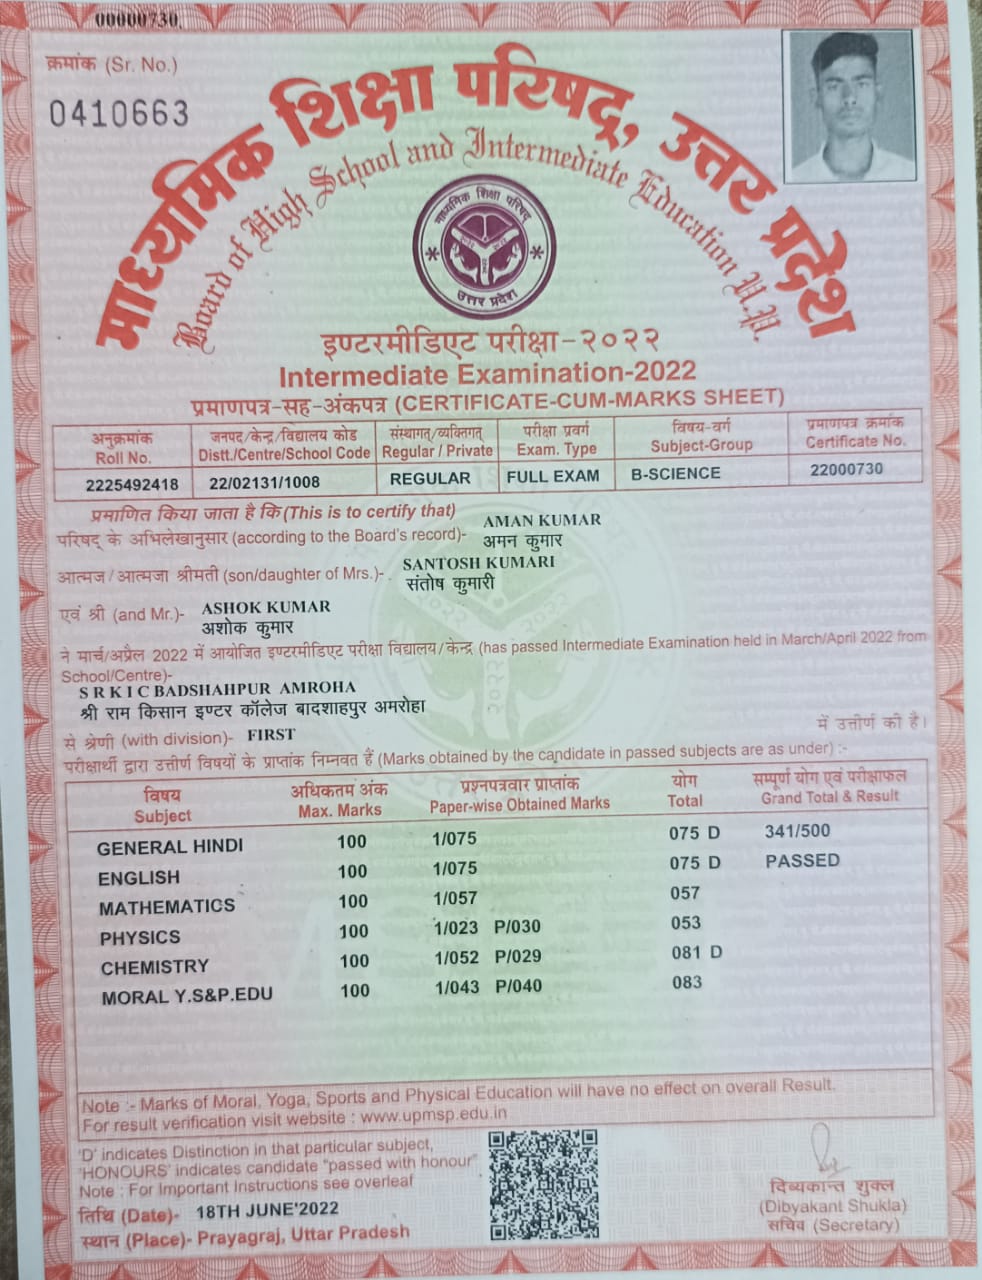 00000730
क्रमांक (Sr. No.)
0410663
माध्यमिक शिक्षा परिषद्, उत्तर प्रदेश
Board of High School and Intermediate Education U.P.
माध्यमिक शिक्षा परिषद
उत्तर प्रदेश
इण्टरमीडिएट परीक्षा-२०२२
Intermediate Examination-2022
प्रमाणपत्र-सह-अंकपत्र (CERTIFICATE-CUM-MARKS SHEET)
अनुक्रमांक जनपद/केन्द्र/विद्यालय कोड संस्थागत्/व्यक्तिगत् परीक्षा प्रवर्ग विषय-वर्ग प्रमाणपत्र क्रमांक
Roll No. Distt./Centre/School Code Regular / Private Exam. Type Subject-Group Certificate No.
2225492418 22/02131/1008 REGULAR FULL EXAM B-SCIENCE 22000730
प्रमाणित किया जाता है कि (This is to certify that)
AMAN KUMAR
परिषद् के अभिलेखानुसार (according to the Board's record)- अमन कुमार
SANTOSH KUMARI
आत्मज/आत्मजा श्रीमती (son/daughter of Mrs.)- संतोष कुमारी
एवं श्री (and Mr.)- ASHOK KUMAR
अशोक कुमार
ने मार्च/अप्रैल 2022 में आयोजित इण्टरमीडिएट परीक्षा विद्यालय/केन्द्र (has passed Intermediate Examination held in March/April 2022 from
School/Centre)-
S R K I C BADSHAHPUR AMROHA
श्री राम किसान इण्टर कॉलेज बादशाहपुर अमरोहा
में उत्तीर्ण की है।
से श्रेणी (with division)- FIRST
परीक्षार्थी द्वारा उत्तीर्ण विषयों के प्राप्तांक निम्नवत हैं (Marks obtained by the candidate in passed subjects are as under) :-
विषय अधिकतम अंक प्रश्नपत्रवार प्राप्तांक योग सम्पूर्ण योग एवं परीक्षाफल
Subject Max. Marks Paper-wise Obtained Marks Total Grand Total & Result
GENERAL HINDI 100 1/075 075 D 341/500
ENGLISH 100 1/075 075 D PASSED
MATHEMATICS 100 1/057 057
PHYSICS 100 1/023 P/030 053
CHEMISTRY 100 1/052 P/029 081 D
MORAL Y.S&P.EDU 100 1/043 P/040 083
Note :- Marks of Moral, Yoga, Sports and Physical Education will have no effect on overall Result.
For result verification visit website : www.upmsp.edu.in
'D' indicates Distinction in that particular subject,
'HONOURS' indicates candidate "passed with honour"
Note : For Important Instructions see overleaf
तिथि (Date)- 18TH JUNE'2022
स्थान (Place)- Prayagraj, Uttar Pradesh
दिव्यकान्त शुक्ल
(Dibyakant Shukla)
सचिव (Secretary)